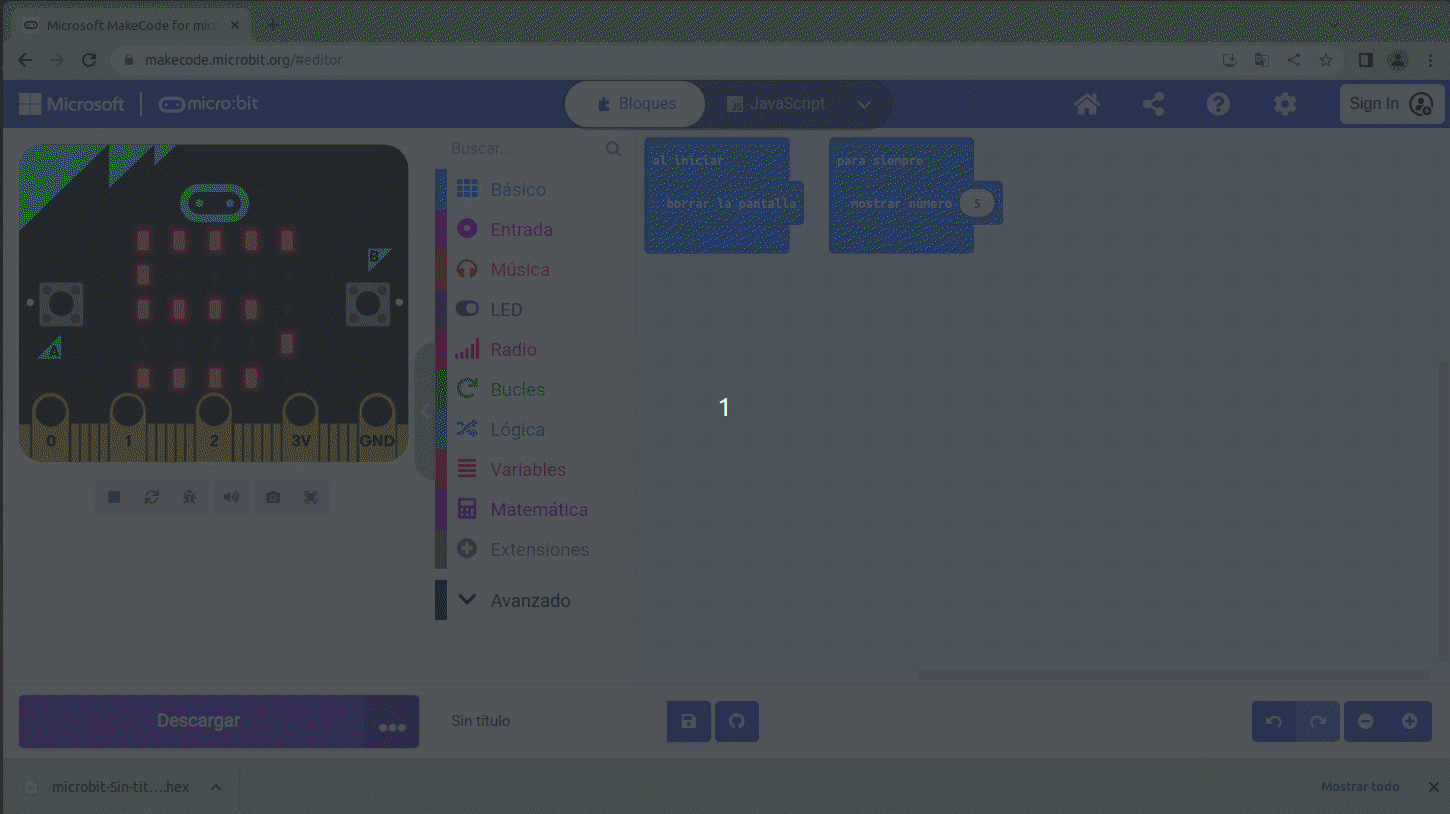 Microsoft MakeCode for micro
makecode.microbit.org/#editor
Microsoft
micro:bit
Bloques
JavaScript
Sign In
Buscar...
Básico
Entrada
Música
LED
Radio
Bucles
Lógica
Variables
Matemática
Extensiones
Avanzado
al iniciar
borrar la pantalla
para siempre
mostrar número 5
B
A
0 1 2 3V GND
1
Descargar
Sin título
microbit-Sin-tit....hex
Mostrar todo